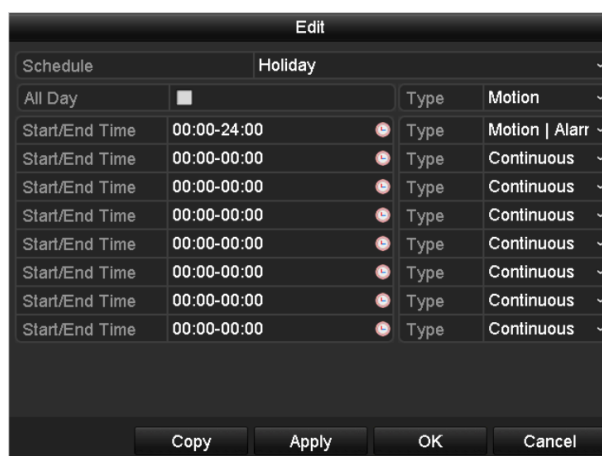 Edit
Schedule Holiday
All Day Type Motion
Start/End Time 00:00-24:00 Type Motion | Alarr
Start/End Time 00:00-00:00 Type Continuous
Start/End Time 00:00-00:00 Type Continuous
Start/End Time 00:00-00:00 Type Continuous
Start/End Time 00:00-00:00 Type Continuous
Start/End Time 00:00-00:00 Type Continuous
Start/End Time 00:00-00:00 Type Continuous
Start/End Time 00:00-00:00 Type Continuous
Copy Apply OK Cancel